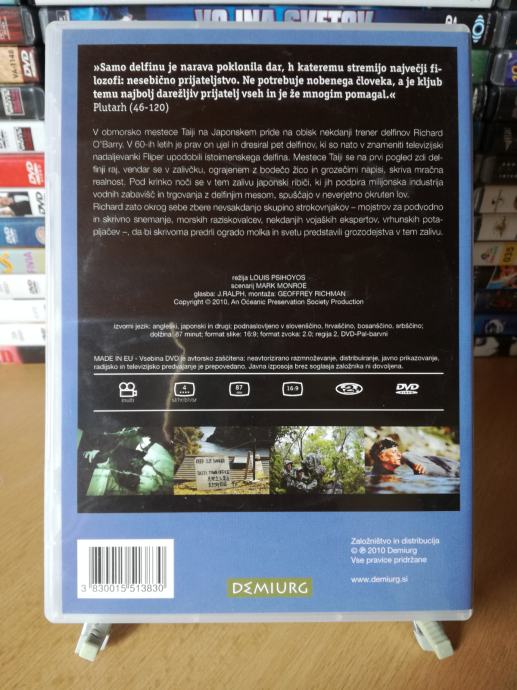 VOJNA SVETOV
»Samo delfinu je narava poklonila dar, h kateremu stremijo največji fi-
lozofi: nesebično prijateljstvo. Ne potrebuje nobenega človeka, a je kljub
temu najbolj darežljiv prijatelj vseh in je že mnogim pomagal.«
Plutarh (46-120)
V obmorsko mestece Taiji na Japonskem pride na obisk nekdanji trener delfinov Richard
O'Barry. V 60-ih letih je prav on ujel in dresiral pet delfinov, ki so nato v znameniti televizijski
nadaljevanki Fliper upodobili istoimenskega delfina. Mestece Taiji se na prvi pogled zdi del-
finji raj, vendar se v zalivčku, ograjenem z bodečo žico in grozečimi napisi, skriva mračna
realnost. Pod krinko noči se v tem zalivu japonski ribiči, ki jih podpira milijonska industrija
vodnih zabavišč in trgovanja z delfinjim mesom, spuščajo v neverjetno okruten lov.
Richard zato okrog sebe zbere nevsakdanjo skupino strokovnjakov – mojstrov za podvodno
in skrivno snemanje, morskih raziskovalcev, nekdanjih vojaških ekspertov, vrhunskih pota-
pljačev –, da bi skrivoma predrli ograjo molka in svetu predstavili grozodejstva v tem zalivu.
režija LOUIS PSIHOYOS
scenarij MARK MONROE
glasba: J.RALPH, montaža: GEOFFREY RICHMAN
Copyright © 2010, An Oceanic Preservation Society Production
izvorni jezik: angleški, japonski in drugi; podnaslovljeno v slovenščino, hrvaščino, bosanščino, srbščino;
dolžina: 87 minut; format slike: 16:9; format zvoka: 2.0; regija 2, DVD-Pal-barvni
MADE IN EU - Vsebina DVD je avtorsko zaščitena: neavtorizirano razmnoževanje, distribuiranje, javno prikazovanje,
radijsko in televizijsko predvajanje je prepovedano. Javna izposoja brez soglasja založnika ni dovoljena.
multi
4
sl/hr/bi/sr
87
min
16:9
2
DVD
VIDEO
Založništvo in distribucija
© ℗ 2010 Demiurg
Vse pravice pridržane
www.demiurg.si
3 830015 513830
DEMIURG